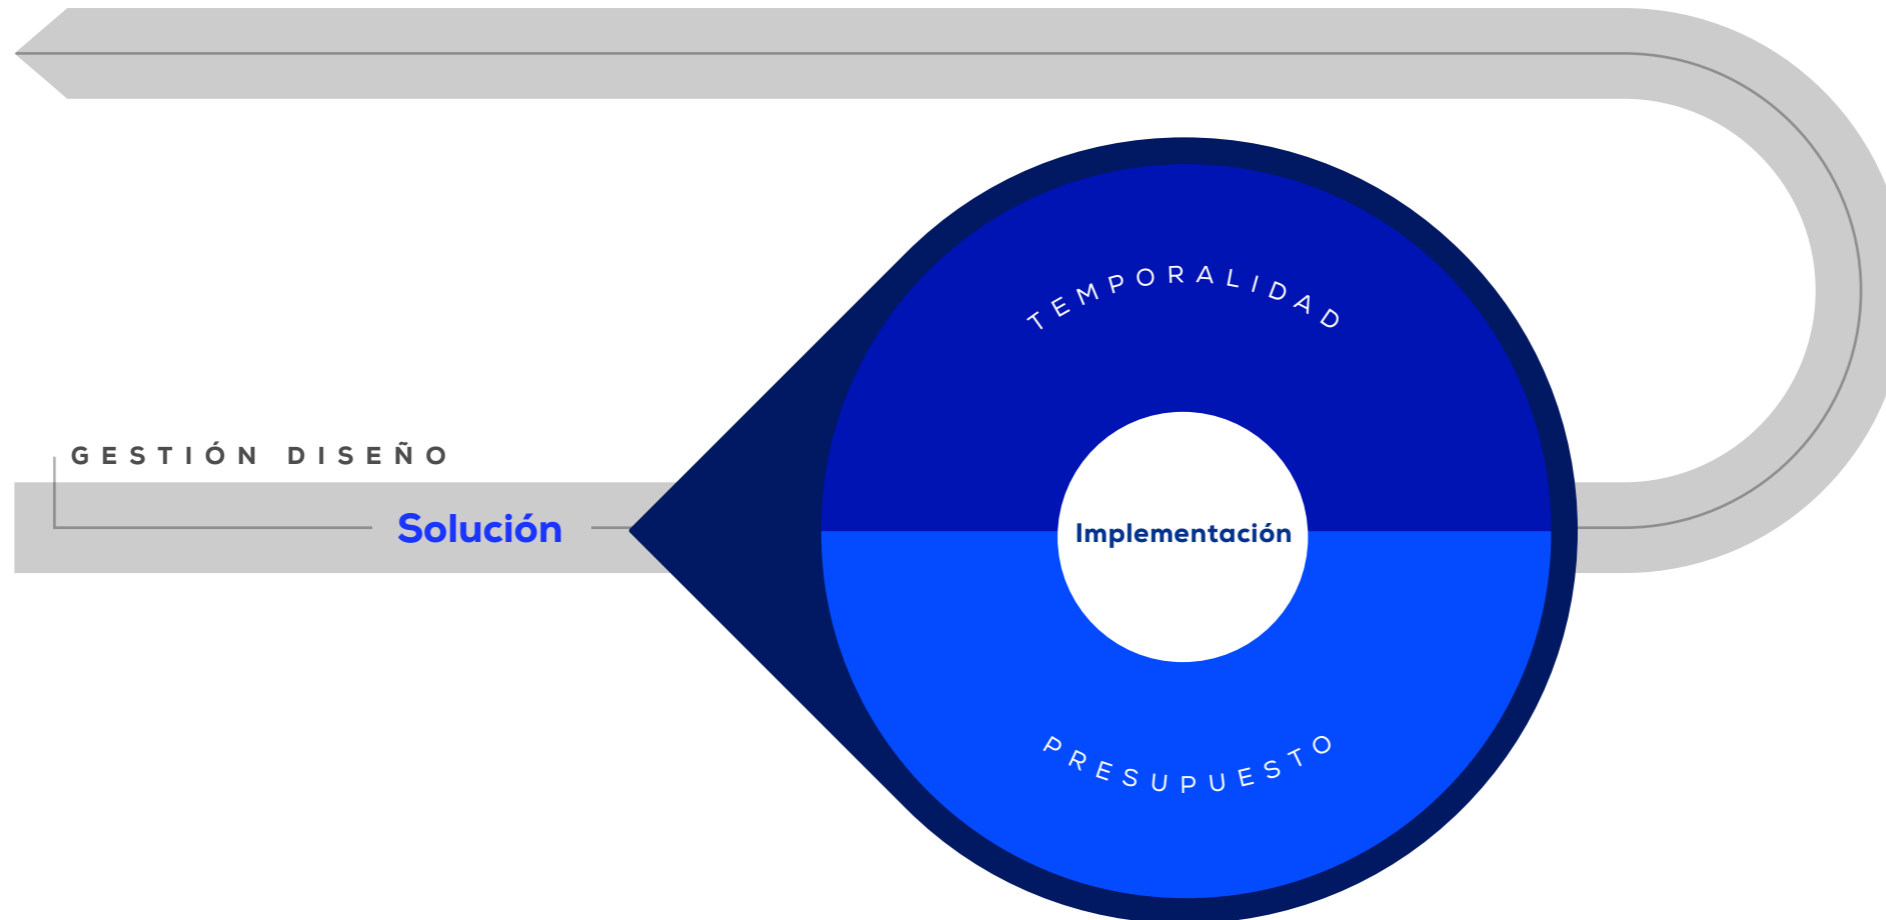 TEMPORALIDAD
GESTIÓN DISEÑO
Solución
Implementación
PRESUPUESTO